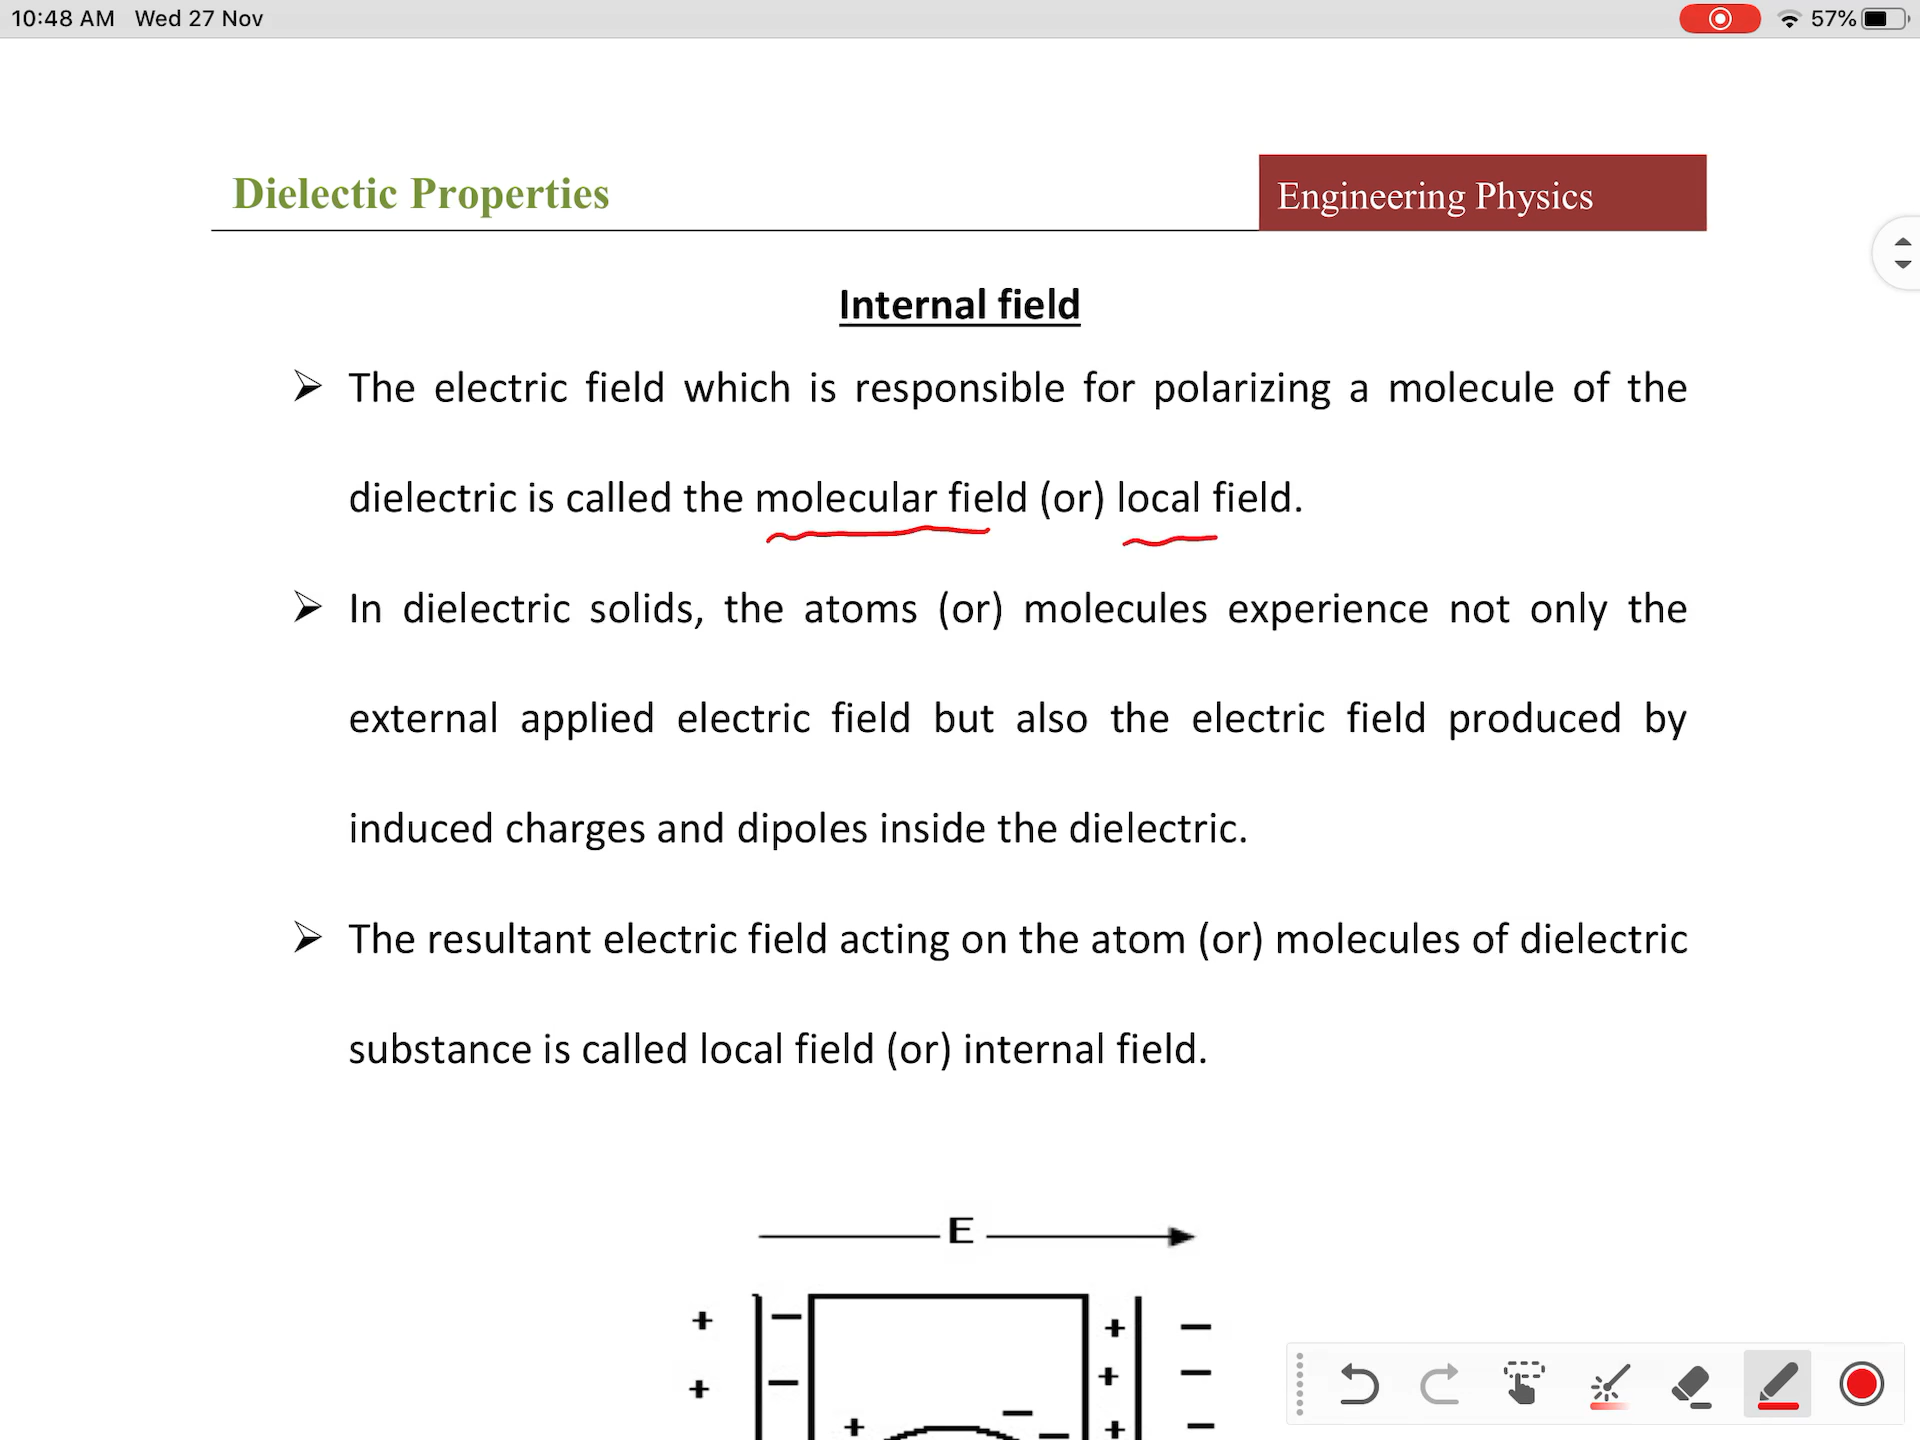 10:48 AM Wed 27 Nov
57%
Dielectic Properties
Engineering Physics
Internal field
➢ The electric field which is responsible for polarizing a molecule of the
dielectric is called the molecular field (or) local field.
➢ In dielectric solids, the atoms (or) molecules experience not only the
external applied electric field but also the electric field produced by
induced charges and dipoles inside the dielectric.
➢ The resultant electric field acting on the atom (or) molecules of dielectric
substance is called local field (or) internal field.
E
+ − + −
+ − + −
+ − − + −